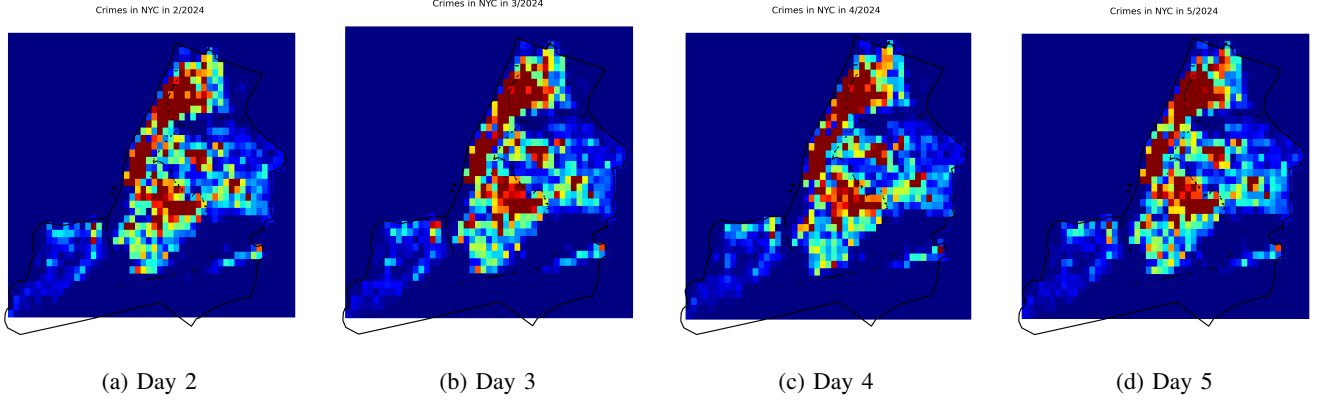 Crimes in NYC in 2/2024
Crimes in NYC in 3/2024
Crimes in NYC in 4/2024
Crimes in NYC in 5/2024
(a) Day 2
(b) Day 3
(c) Day 4
(d) Day 5